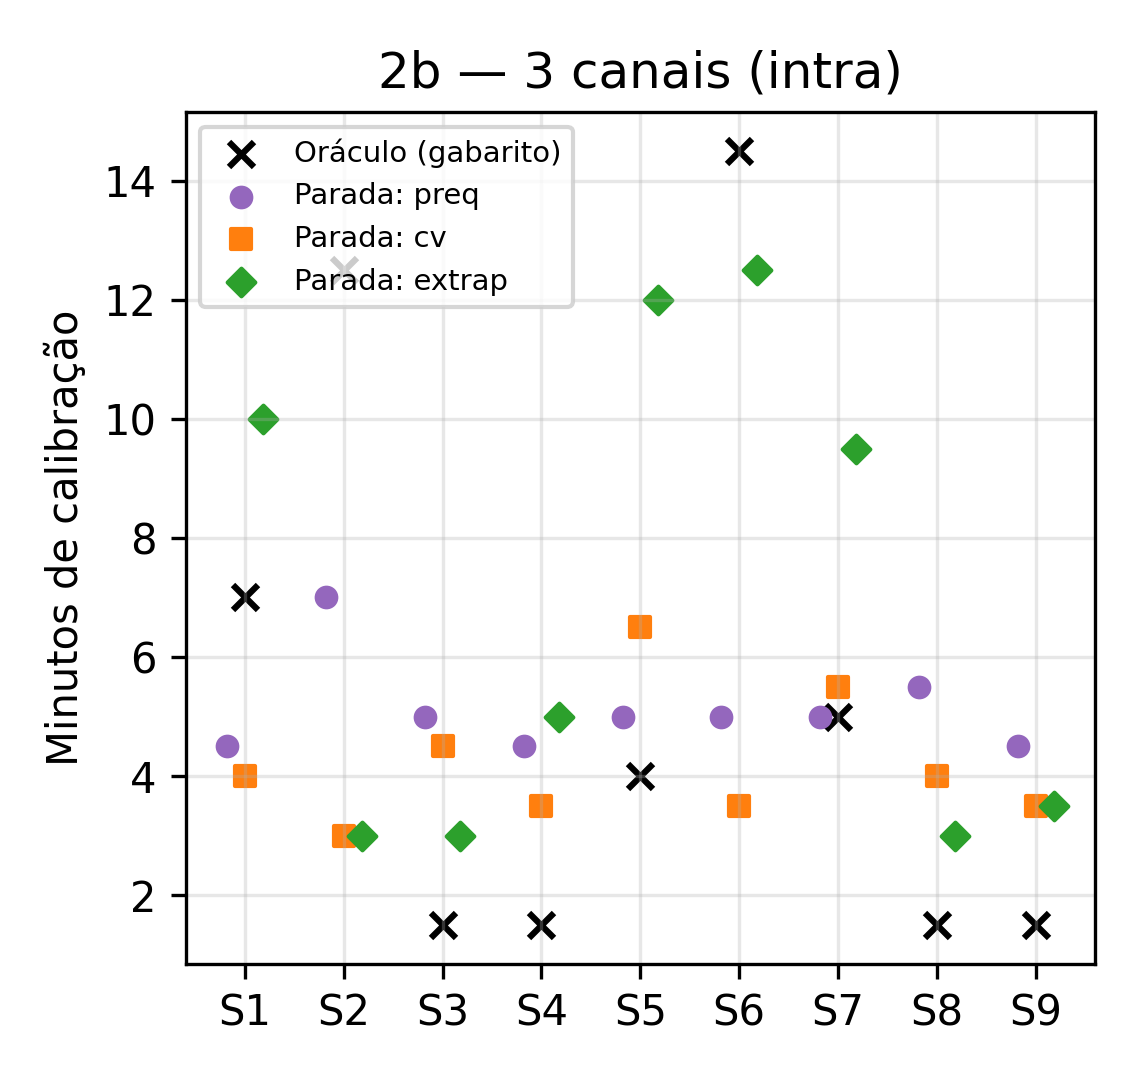 2b — 3 canais (intra)
Oráculo (gabarito)
Parada: preq
Parada: cv
Parada: extrap
Minutos de calibração
14
12
10
8
6
4
2
S1 S2 S3 S4 S5 S6 S7 S8 S9